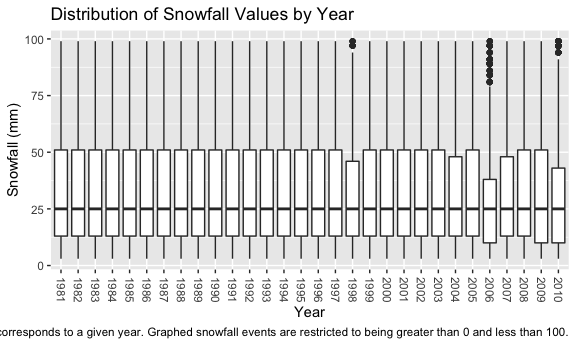 Distribution of Snowfall Values by Year
Snowfall (mm)
100
75
50
25
0
1981 1982 1983 1984 1985 1986 1987 1988 1989 1990 1991 1992 1993 1994 1995 1996 1997 1998 1999 2000 2001 2002 2003 2004 2005 2006 2007 2008 2009 2010
Year
corresponds to a given year. Graphed snowfall events are restricted to being greater than 0 and less than 100.